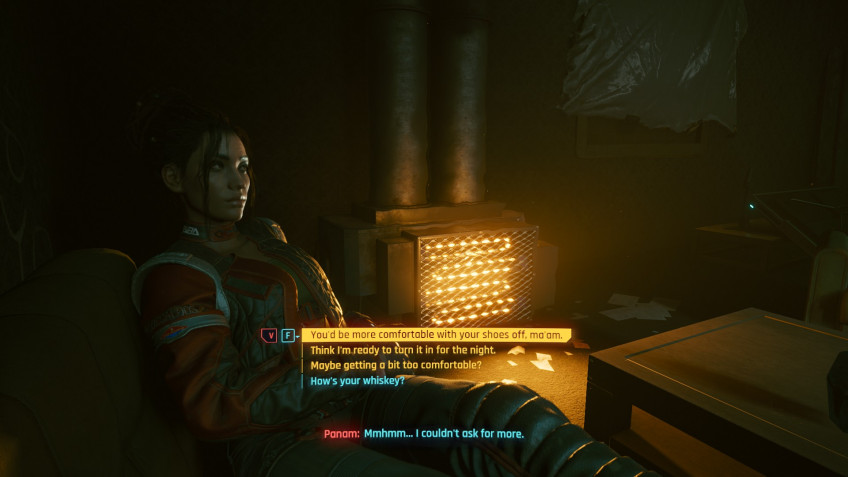 V F
You'd be more comfortable with your shoes off, ma'am.
Think I'm ready to turn it in for the night.
Maybe getting a bit too comfortable?
How's your whiskey?
Panam: Mmhmm... I couldn't ask for more.